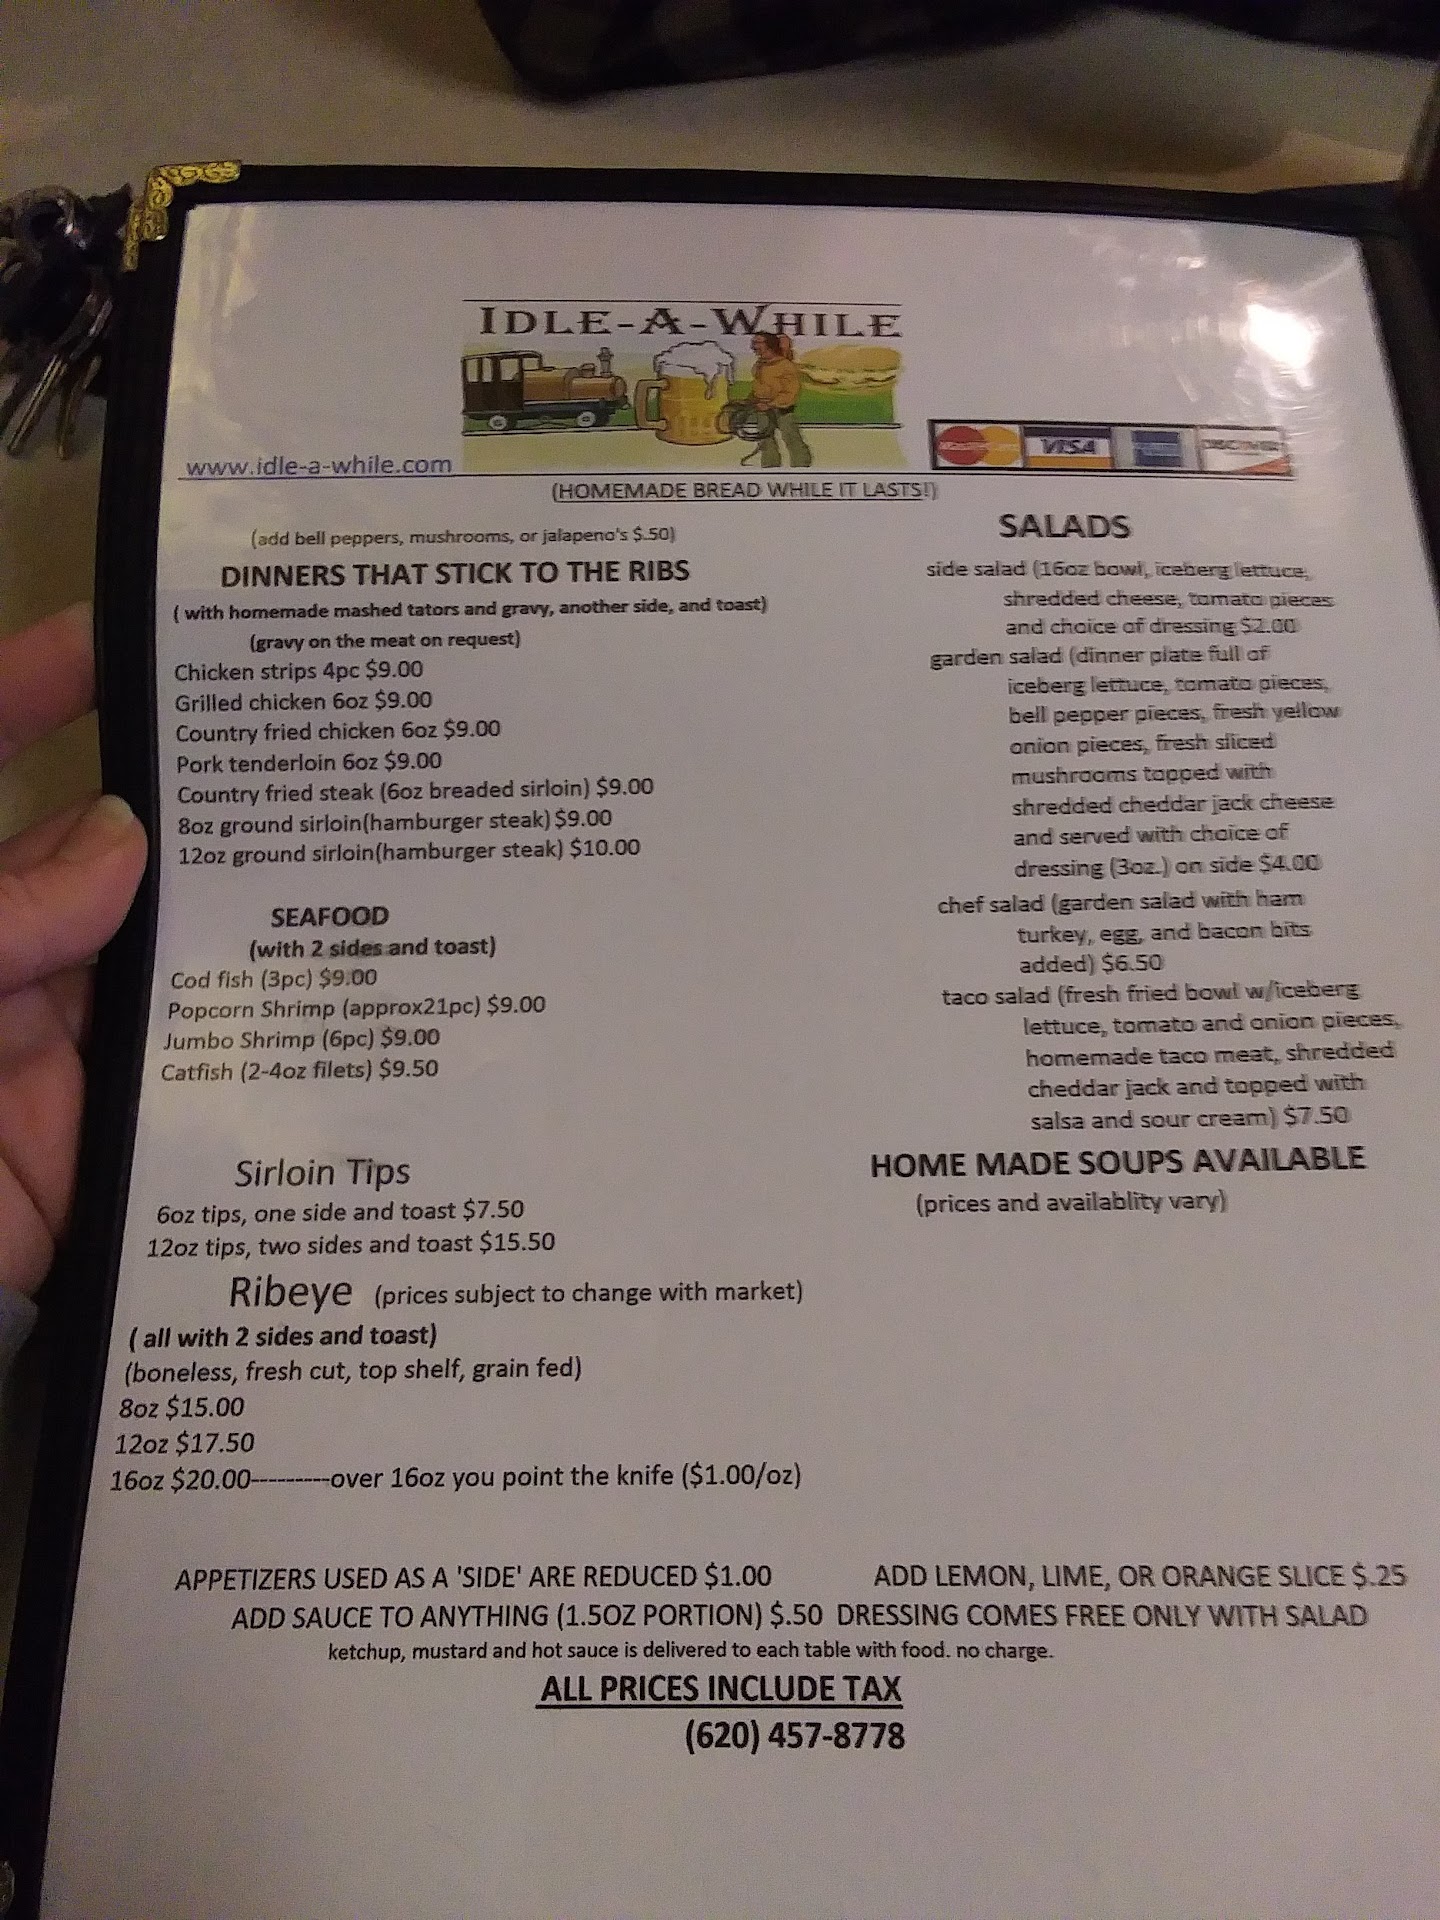 IDLE-A-WHILE
www.idle-a-while.com
MasterCard VISA DISCOVER
(HOMEMADE BREAD WHILE IT LASTS!)
(add bell peppers, mushrooms, or jalapeno's $.50)
DINNERS THAT STICK TO THE RIBS
( with homemade mashed tators and gravy, another side, and toast)
(gravy on the meat on request)
Chicken strips 4pc $9.00
Grilled chicken 6oz $9.00
Country fried chicken 6oz $9.00
Pork tenderloin 6oz $9.00
Country fried steak (6oz breaded sirloin) $9.00
8oz ground sirloin(hamburger steak) $9.00
12oz ground sirloin(hamburger steak) $10.00
SEAFOOD
(with 2 sides and toast)
Cod fish (3pc) $9.00
Popcorn Shrimp (approx21pc) $9.00
Jumbo Shrimp (6pc) $9.00
Catfish (2-4oz filets) $9.50
Sirloin Tips
6oz tips, one side and toast $7.50
12oz tips, two sides and toast $15.50
Ribeye (prices subject to change with market)
( all with 2 sides and toast)
(boneless, fresh cut, top shelf, grain fed)
8oz $15.00
12oz $17.50
16oz $20.00---------over 16oz you point the knife ($1.00/oz)
SALADS
side salad (16oz bowl, iceberg lettuce,
shredded cheese, tomato pieces
and choice of dressing $2.00
garden salad (dinner plate full of
iceberg lettuce, tomato pieces,
bell pepper pieces, fresh yellow
onion pieces, fresh sliced
mushrooms topped with
shredded cheddar jack cheese
and served with choice of
dressing (3oz.) on side $4.00
chef salad (garden salad with ham
turkey, egg, and bacon bits
added) $6.50
taco salad (fresh fried bowl w/iceberg
lettuce, tomato and onion pieces,
homemade taco meat, shredded
cheddar jack and topped with
salsa and sour cream) $7.50
HOME MADE SOUPS AVAILABLE
(prices and availablity vary)
APPETIZERS USED AS A 'SIDE' ARE REDUCED $1.00 ADD LEMON, LIME, OR ORANGE SLICE $.25
ADD SAUCE TO ANYTHING (1.5OZ PORTION) $.50 DRESSING COMES FREE ONLY WITH SALAD
ketchup, mustard and hot sauce is delivered to each table with food. no charge.
ALL PRICES INCLUDE TAX
(620) 457-8778